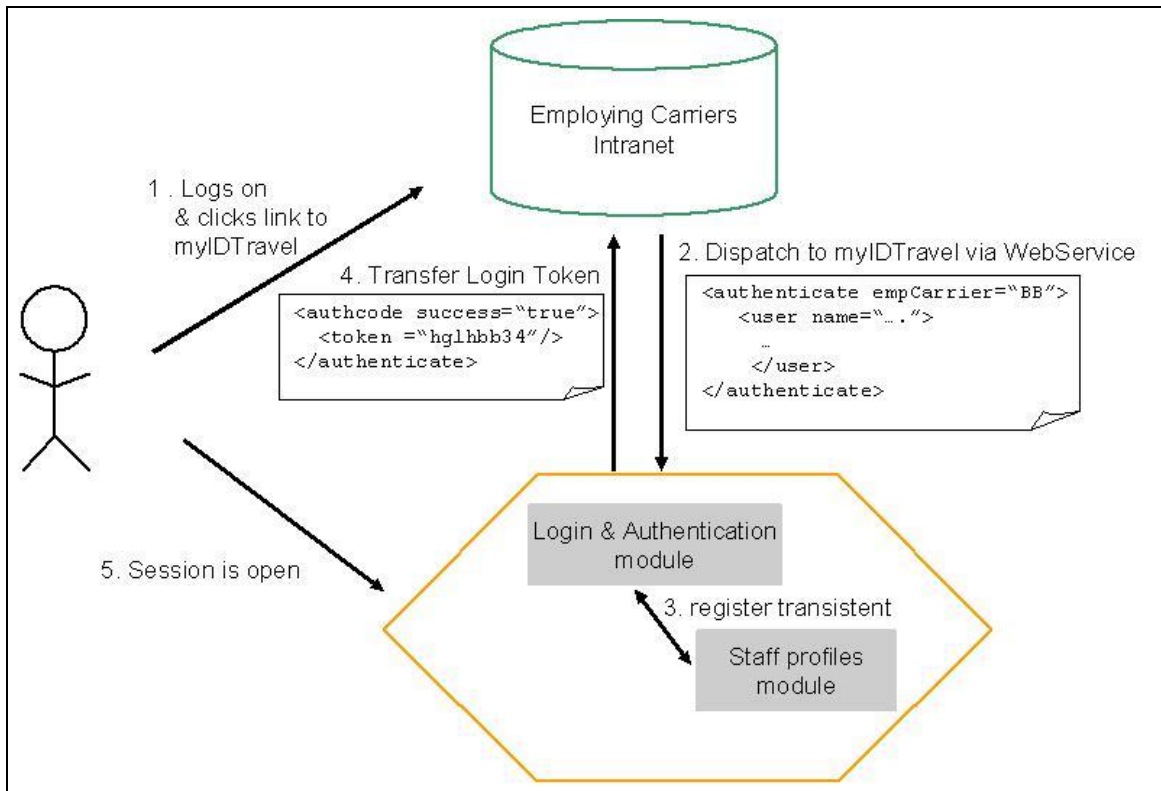 Employing Carriers
Intranet
1 . Logs on
& clicks link to
myIDTravel
4. Transfer Login Token
<authcode success=“true”>
<token =“hglhbb34”/>
</authenticate>
2. Dispatch to myIDTravel via WebService
<authenticate empCarrier=“BB”>
<user name=“….”>
…
</user>
</authenticate>
Login & Authentication
module
3. register transistent
Staff profiles
module
5. Session is open